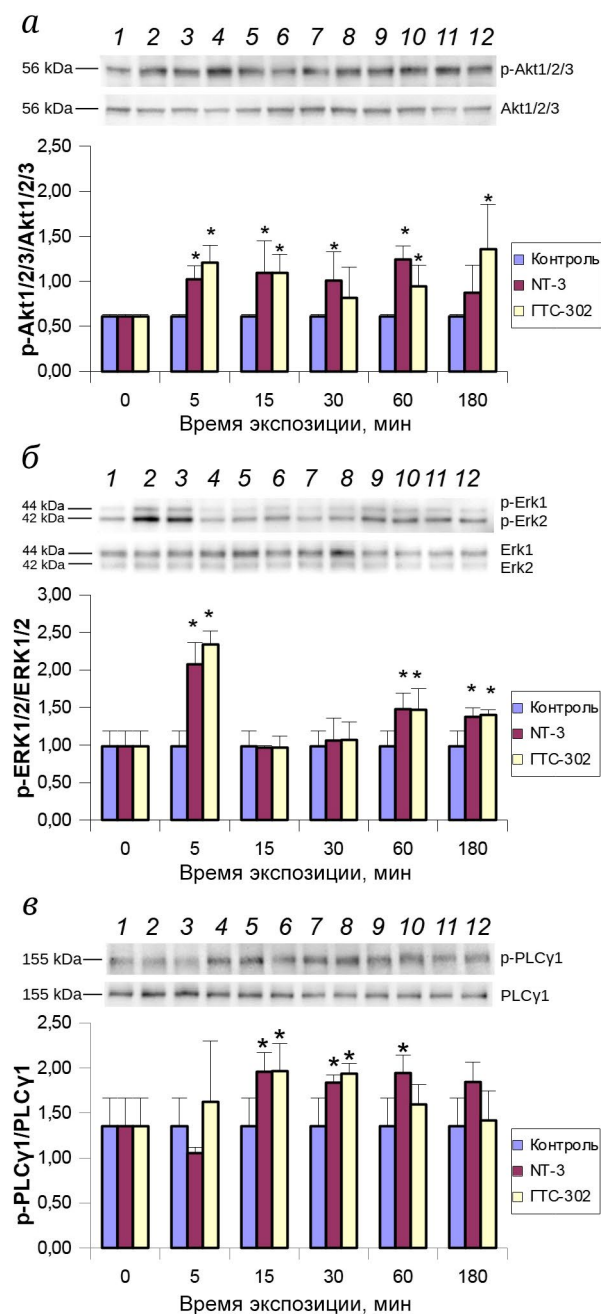 а
1 2 3 4 5 6 7 8 9 10 11 12
56 kDa p-Akt1/2/3
56 kDa Akt1/2/3
p-Akt1/2/3/Akt1/2/3
2,50
2,00
1,50
1,00
0,50
0,00
* * * * * * * *
Контроль
NT-3
ГТС-302
0 5 15 30 60 180
Время экспозиции, мин
б
1 2 3 4 5 6 7 8 9 10 11 12
44 kDa p-Erk1
42 kDa p-Erk2
44 kDa Erk1
42 kDa Erk2
p-ERK1/2/ERK1/2
3,00
2,50
2,00
1,50
1,00
0,50
0,00
* * * * * *
Контроль
NT-3
ГТС-302
0 5 15 30 60 180
Время экспозиции, мин
в
1 2 3 4 5 6 7 8 9 10 11 12
155 kDa p-PLCγ1
155 kDa PLCγ1
p-PLCγ1/PLCγ1
2,50
2,00
1,50
1,00
0,50
0,00
* * * * *
Контроль
NT-3
ГТС-302
0 5 15 30 60 180
Время экспозиции, мин